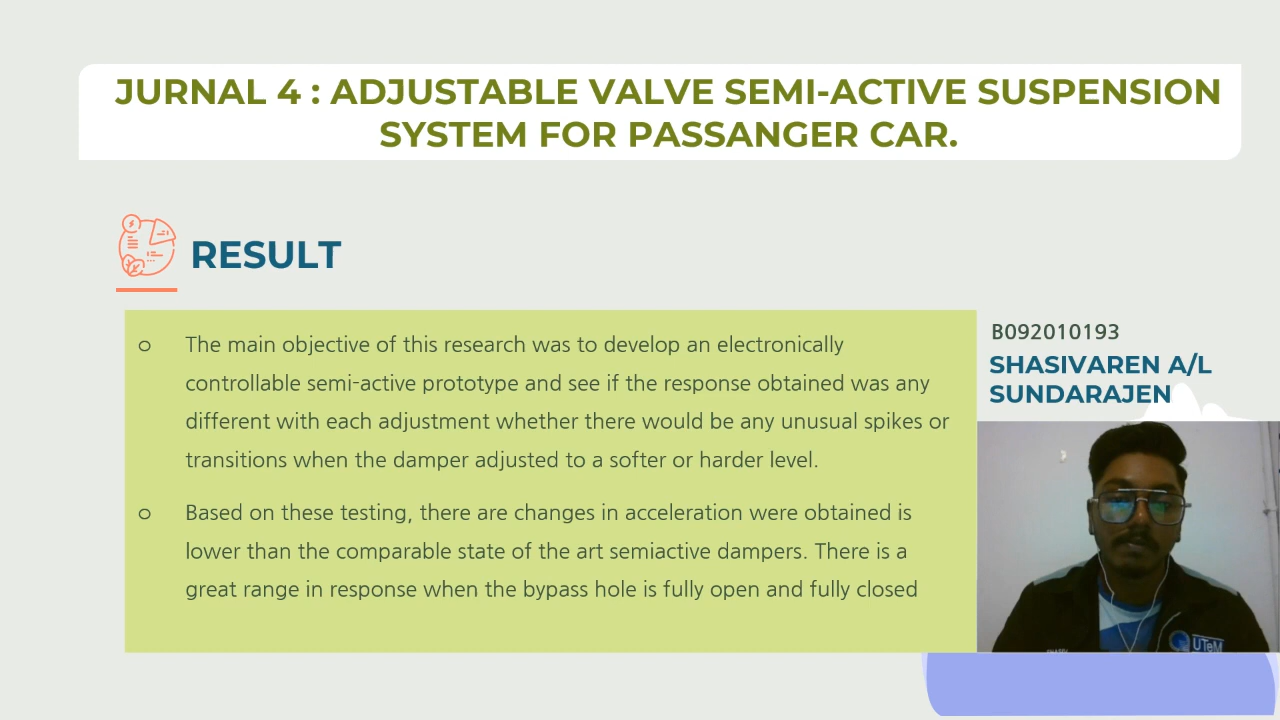 JURNAL 4 : ADJUSTABLE VALVE SEMI-ACTIVE SUSPENSION
SYSTEM FOR PASSANGER CAR.
RESULT
o The main objective of this research was to develop an electronically
controllable semi-active prototype and see if the response obtained was any
different with each adjustment whether there would be any unusual spikes or
transitions when the damper adjusted to a softer or harder level.
o Based on these testing, there are changes in acceleration were obtained is
lower than the comparable state of the art semiactive dampers. There is a
great range in response when the bypass hole is fully open and fully closed
B092010193
SHASIVAREN A/L
SUNDARAJEN
UTeM